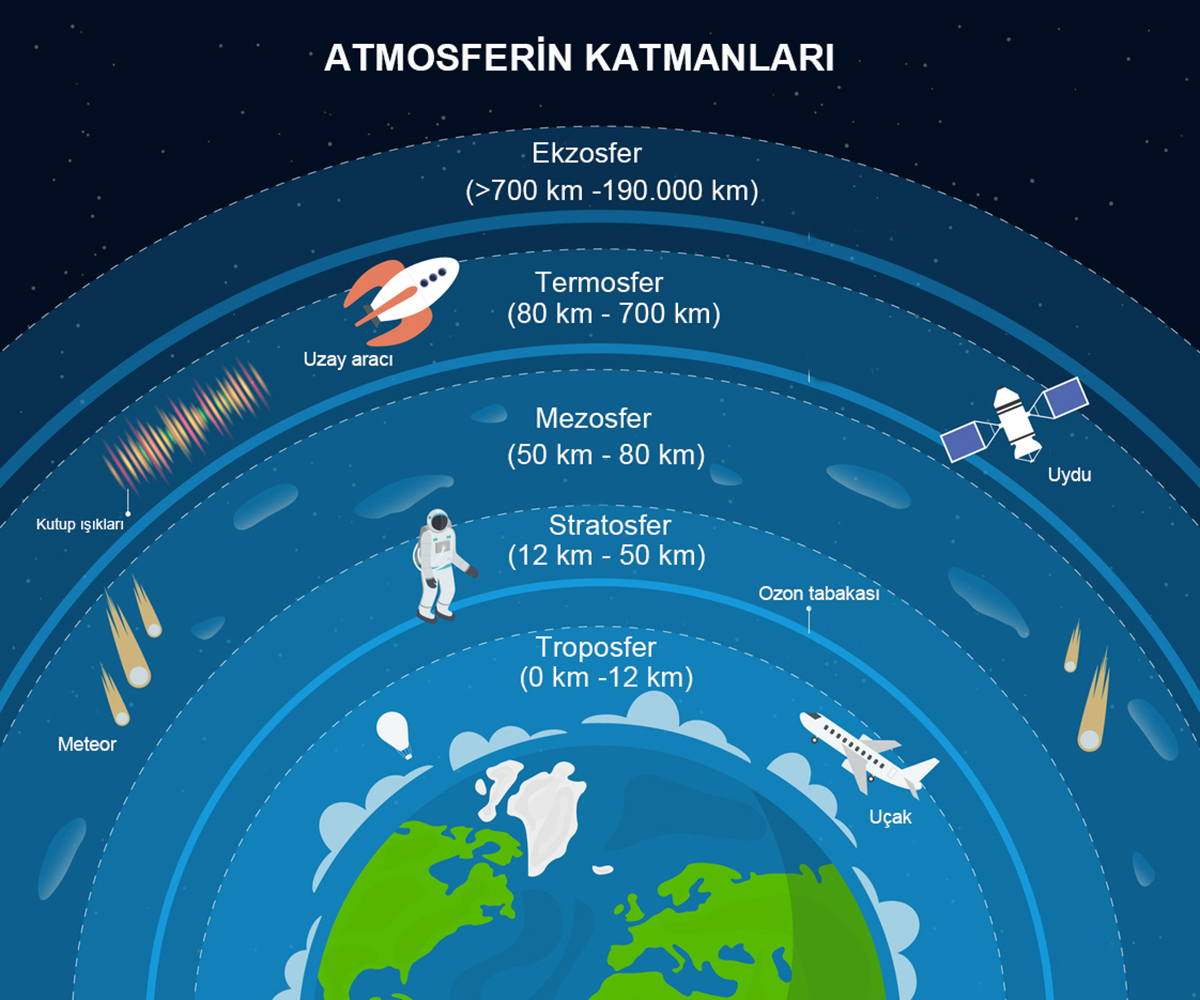 ATMOSFERİN KATMANLARI
Ekzosfer
(>700 km -190.000 km)
Termosfer
(80 km - 700 km)
Uzay aracı
Mezosfer
(50 km - 80 km)
Uydu
Kutup ışıkları
Stratosfer
(12 km - 50 km)
Ozon tabakası
Troposfer
(0 km -12 km)
Meteor
Uçak